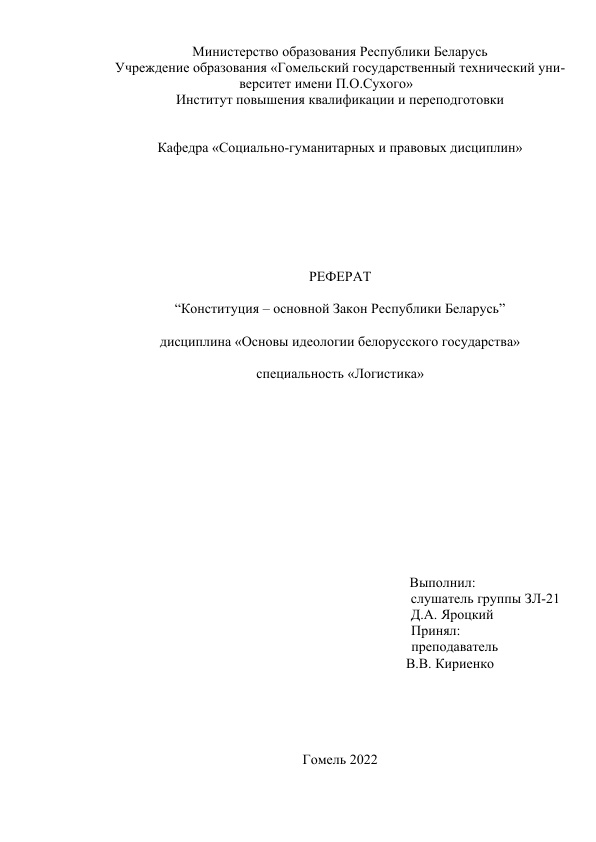 Министерство образования Республики Беларусь
Учреждение образования «Гомельский государственный технический уни-
верситет имени П.О.Сухого»
Институт повышения квалификации и переподготовки
Кафедра «Социально-гуманитарных и правовых дисциплин»
РЕФЕРАТ
“Конституция – основной Закон Республики Беларусь”
дисциплина «Основы идеологии белорусского государства»
специальность «Логистика»
Выполнил:
слушатель группы ЗЛ-21
Д.А. Яроцкий
Принял:
преподаватель
В.В. Кириенко
Гомель 2022